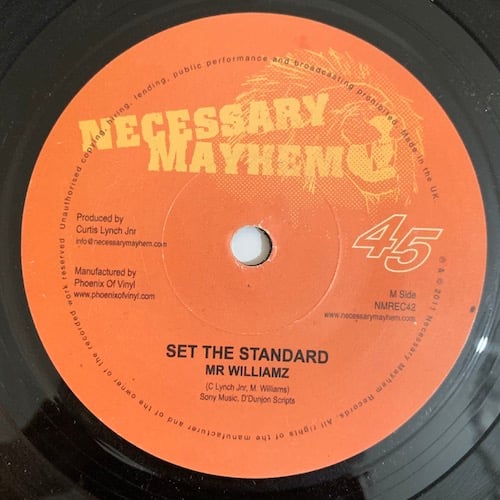 Unauthorised copying, hiring, lending, public performance and broadcasting prohibited. Made in the UK.
NECESSARY
MAYHEM
Produced by
Curtis Lynch Jnr
info@necessarymayhem.com
45
Manufactured by
Phoenix Of Vinyl
www.phoenixofvinyl.com
M Side
NMREC42
www.necessarymayhem.com
SET THE STANDARD
MR WILLIAMZ
(C Lynch Jnr, M. Williams)
Sony Music, D'Dunjon Scripts
℗ & © 2011 Necessary Mayhem Records. All rights of the manufacturer and of the owner of the recorded work reserved